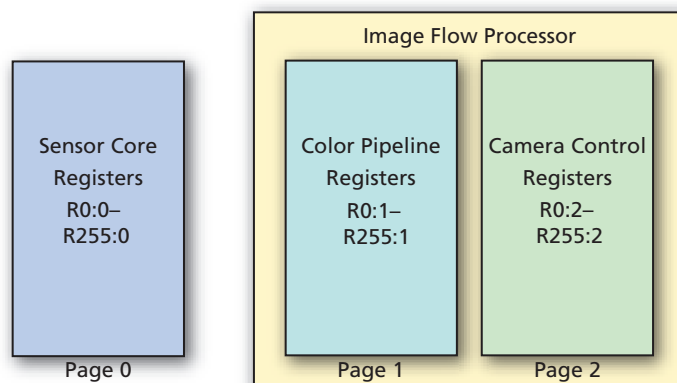 Image Flow Processor
Sensor Core
Registers
R0:0–
R255:0
Color Pipeline
Registers
R0:1–
R255:1
Camera Control
Registers
R0:2–
R255:2
Page 0
Page 1
Page 2